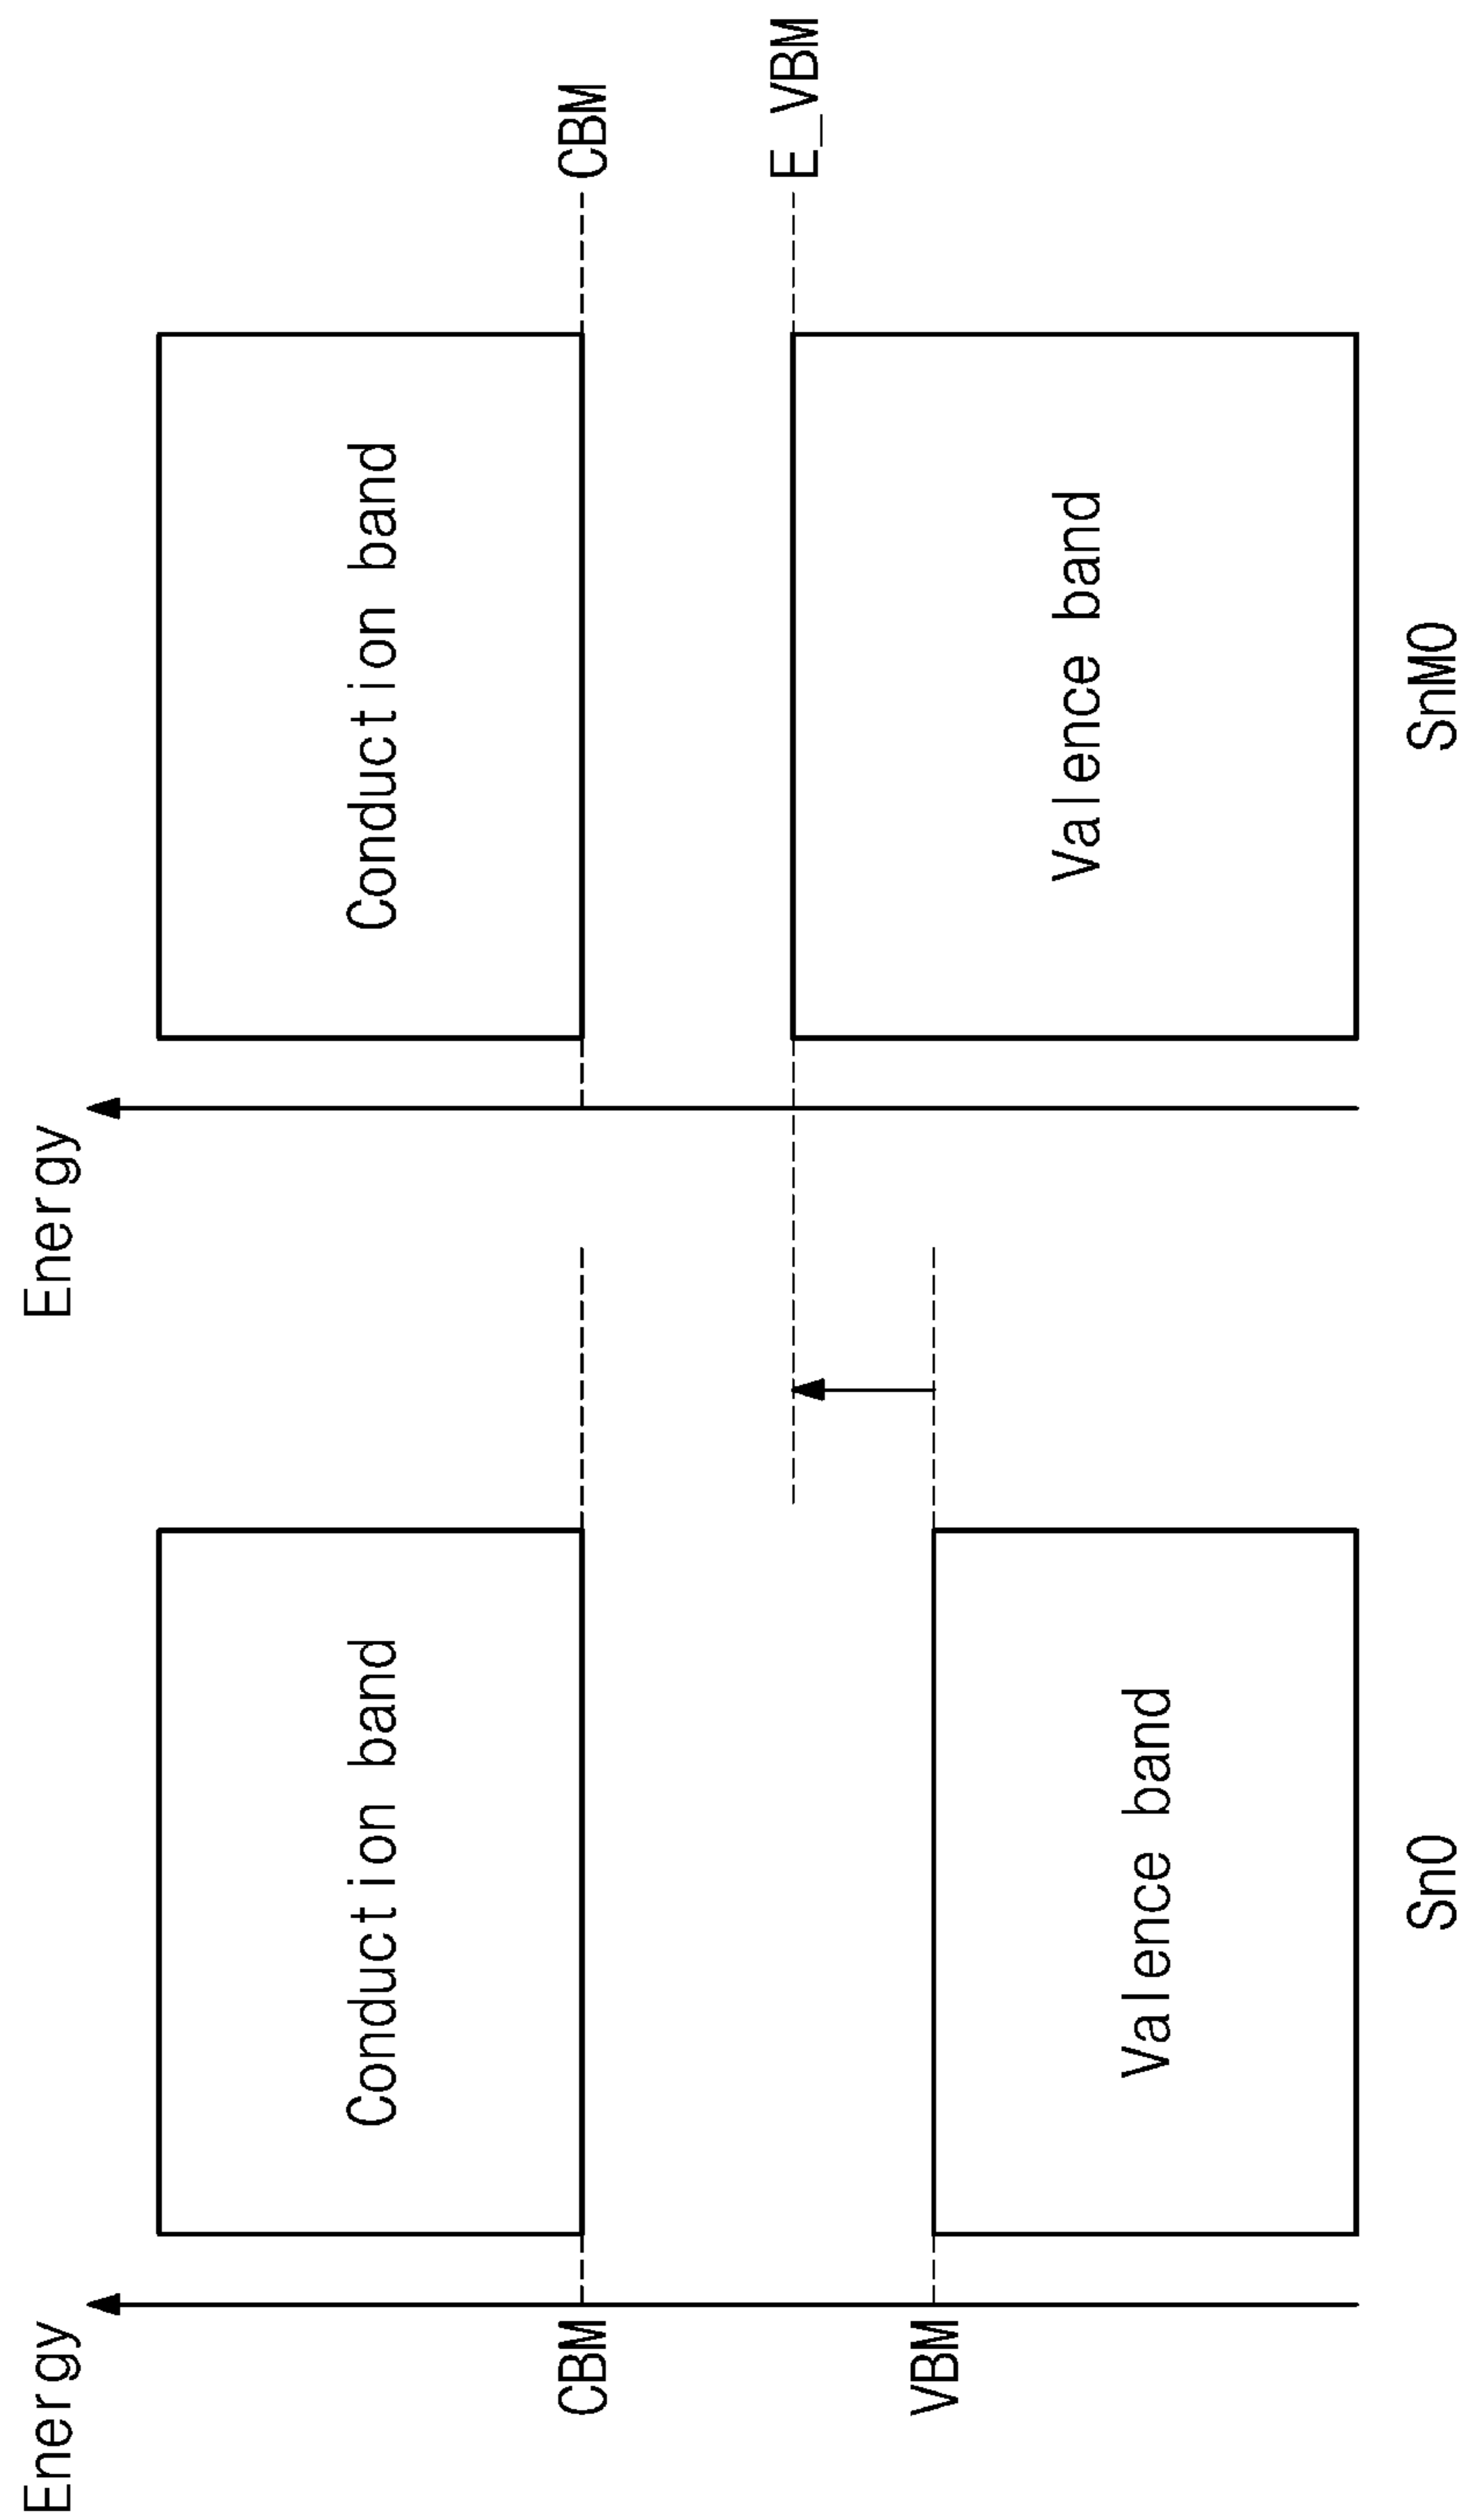 Energy
Conduction band
CBM
VBM
Valence band
SnO
Energy
Conduction band
CBM
E_VBM
Valence band
SnMO